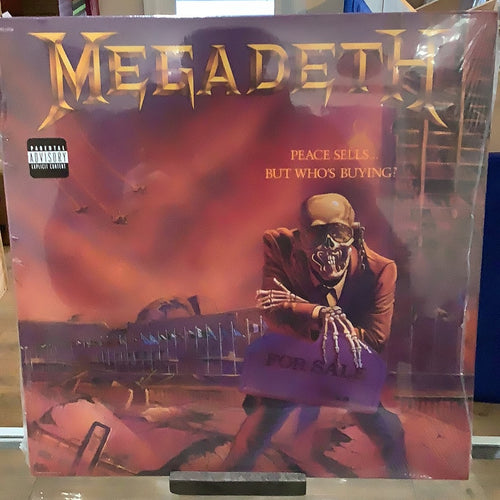 MEGADETH
PEACE SELLS...
BUT WHO'S BUYING?
PARENTAL
ADVISORY
EXPLICIT CONTENT
FOR SALE